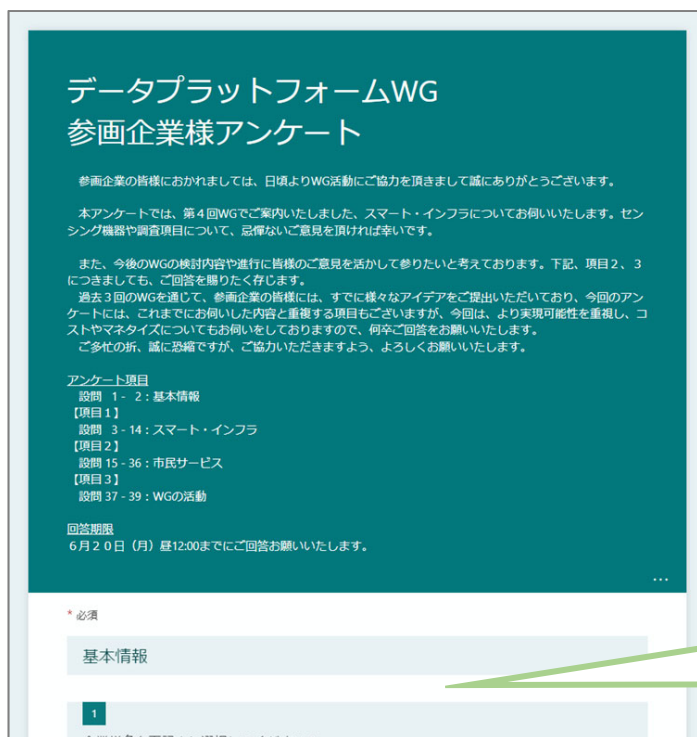 データプラットフォームWG
参画企業様アンケート
参画企業の皆様におかれましては、日頃よりWG活動にご協力を頂きまして誠にありがとうございます。
本アンケートでは、第４回WGでご案内いたしました、スマート・インフラについてお伺いいたします。セン
シング機器や調査項目について、忌憚ないご意見を頂ければ幸いです。
また、今後のWGの検討内容や進行に皆様のご意見を活かして参りたいと考えております。下記、項目２、３
につきましても、ご回答を賜りたく存じます。
過去３回のWGを通じて、参画企業の皆様には、すでに様々なアイデアをご提出いただいており、今回のアン
ケートには、これまでにお伺いした内容と重複する項目もございますが、今回は、より実現可能性を重視し、コ
ストやマネタイズについてもお伺いをしておりますので、何卒ご回答をお願いいたします。
ご多忙の折、誠に恐縮ですが、ご協力いただきますよう、よろしくお願いいたします。
アンケート項目
設問 1 - 2：基本情報
【項目１】
設問 3 - 14：スマート・インフラ
【項目２】
設問 15 - 36：市民サービス
【項目３】
設問 37 - 39：WGの活動
回答期限
６月２０日（月）昼12:00までにご回答お願いいたします。
…
* 必須
基本情報
1